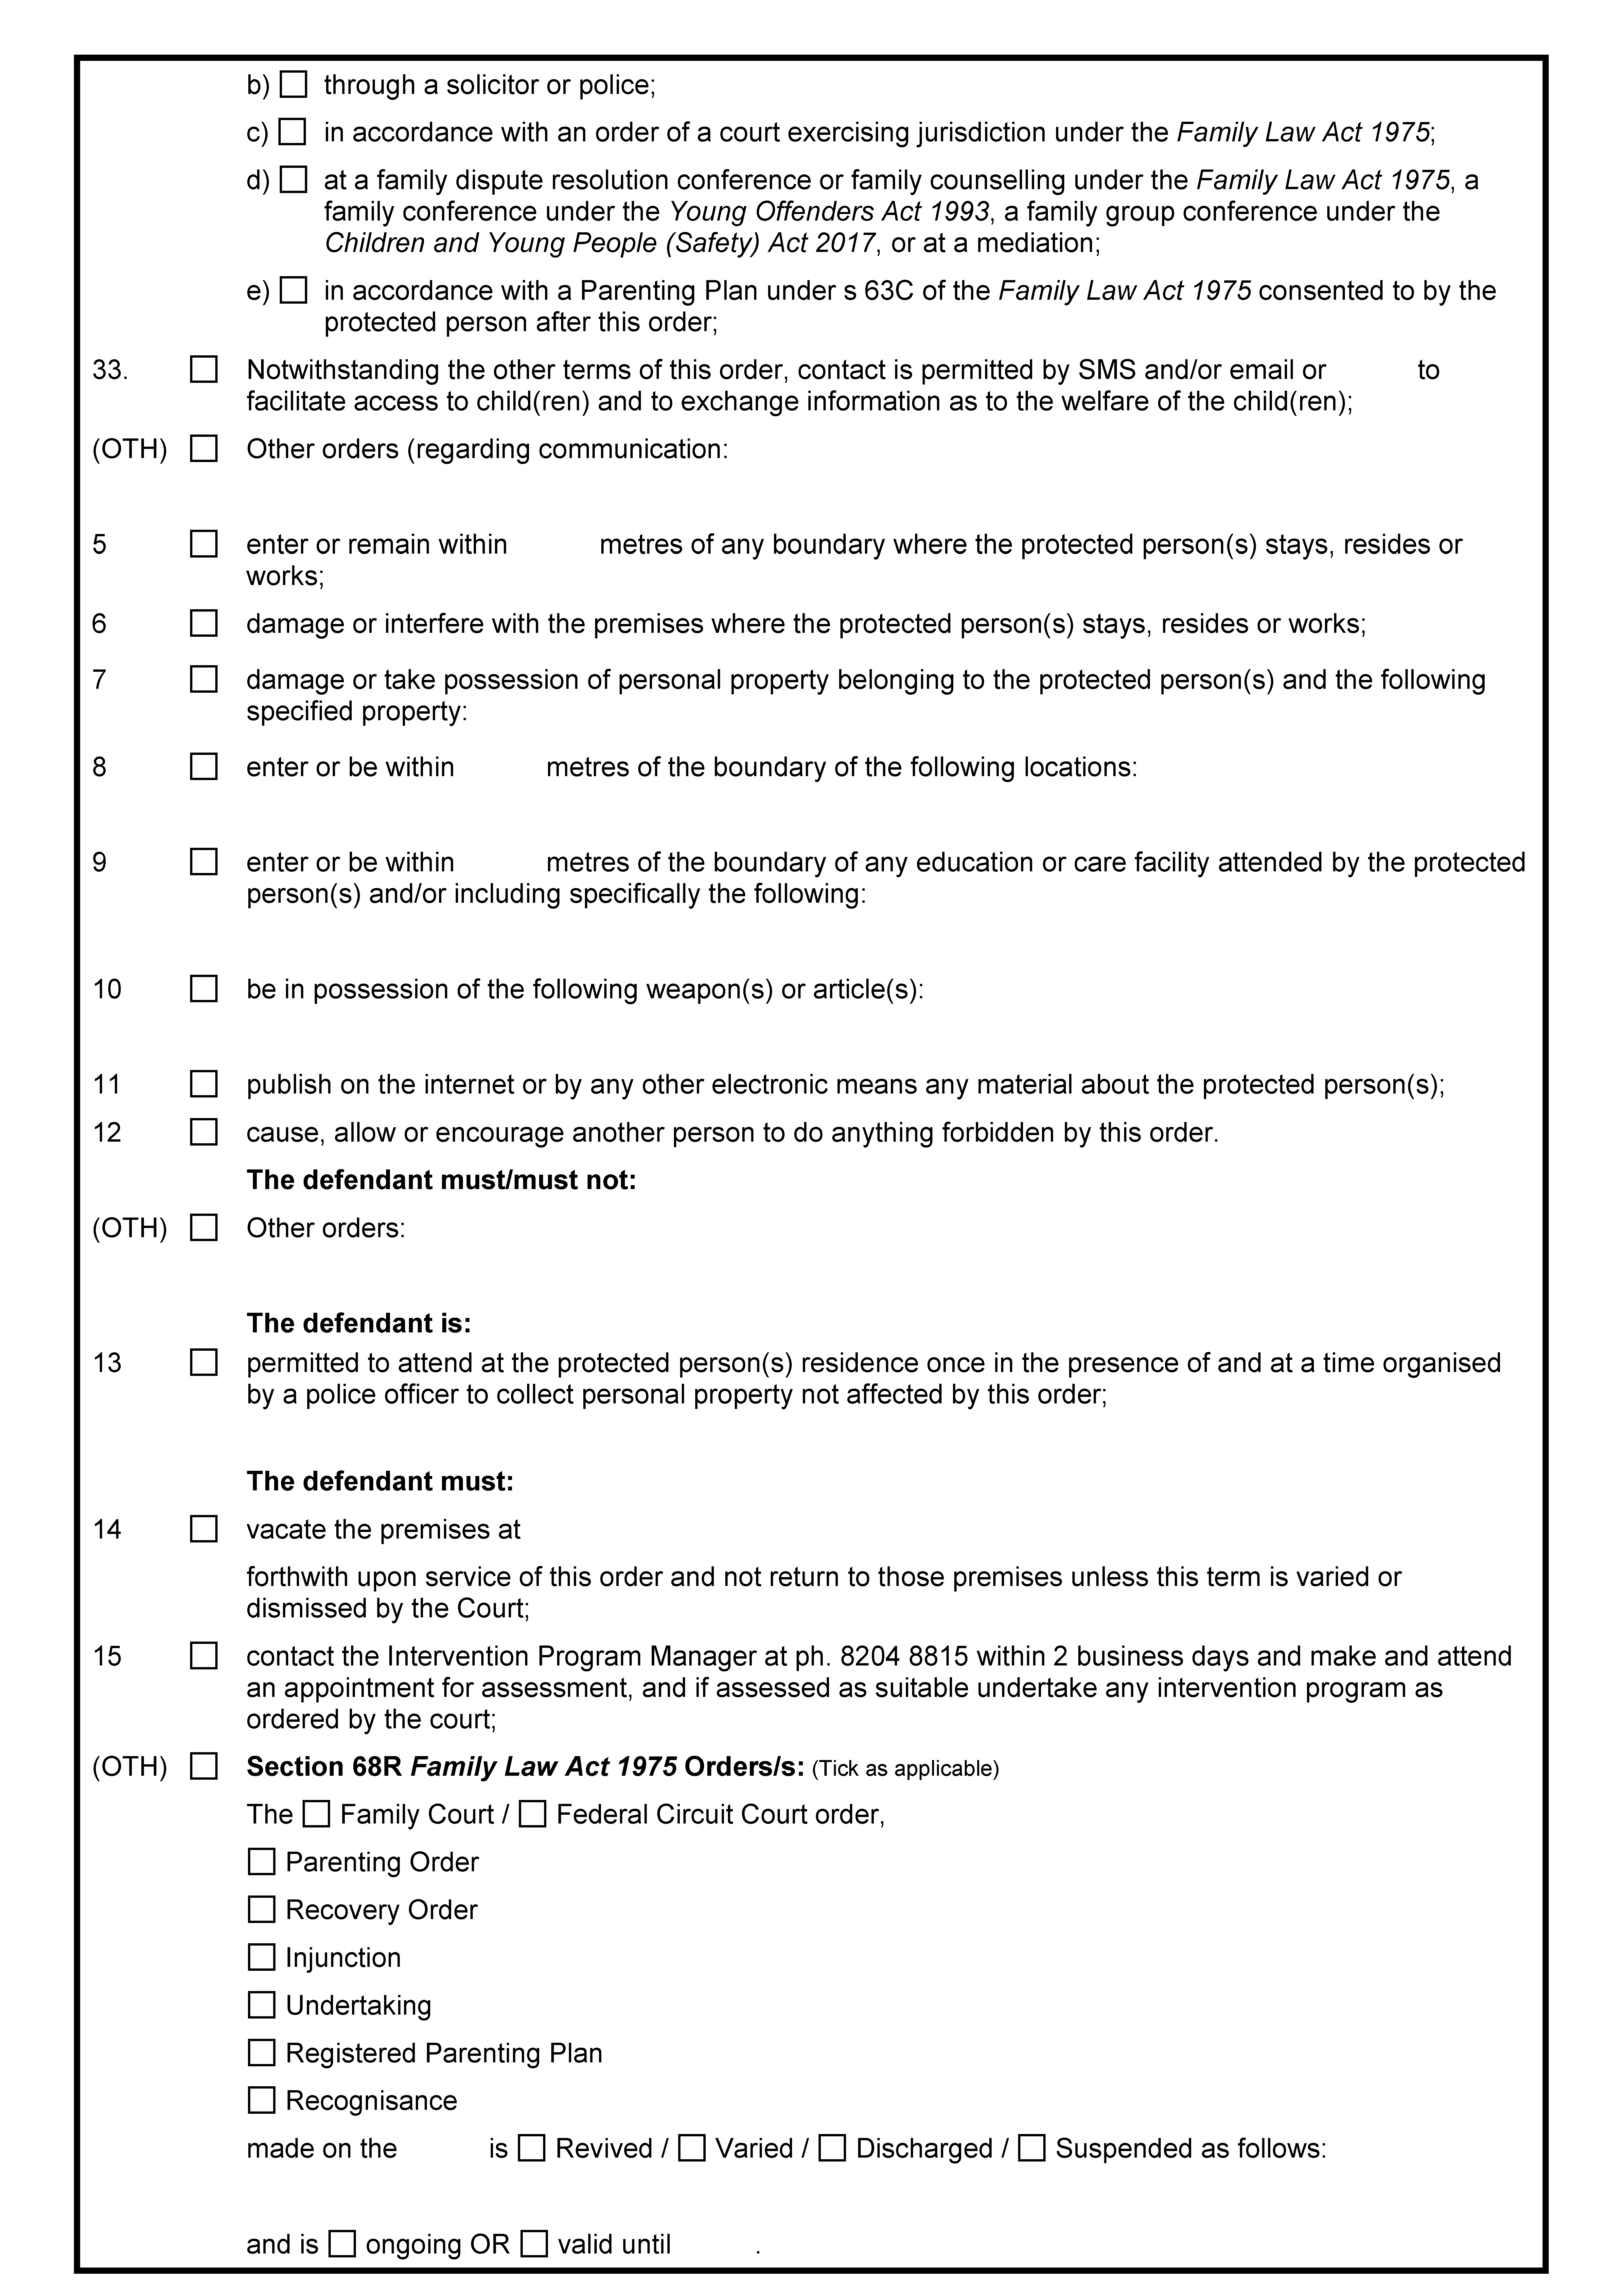 b) ☐ through a solicitor or police;
c) ☐ in accordance with an order of a court exercising jurisdiction under the Family Law Act 1975;
d) ☐ at a family dispute resolution conference or family counselling under the Family Law Act 1975, a
family conference under the Young Offenders Act 1993, a family group conference under the
Children and Young People (Safety) Act 2017, or at a mediation;
e) ☐ in accordance with a Parenting Plan under s 63C of the Family Law Act 1975 consented to by the
protected person after this order;
33. ☐ Notwithstanding the other terms of this order, contact is permitted by SMS and/or email or to
facilitate access to child(ren) and to exchange information as to the welfare of the child(ren);
(OTH) ☐ Other orders (regarding communication:
5 ☐ enter or remain within metres of any boundary where the protected person(s) stays, resides or
works;
6 ☐ damage or interfere with the premises where the protected person(s) stays, resides or works;
7 ☐ damage or take possession of personal property belonging to the protected person(s) and the following
specified property:
8 ☐ enter or be within metres of the boundary of the following locations:
9 ☐ enter or be within metres of the boundary of any education or care facility attended by the protected
person(s) and/or including specifically the following:
10 ☐ be in possession of the following weapon(s) or article(s):
11 ☐ publish on the internet or by any other electronic means any material about the protected person(s);
12 ☐ cause, allow or encourage another person to do anything forbidden by this order.
The defendant must/must not:
(OTH) ☐ Other orders:
The defendant is:
13 ☐ permitted to attend at the protected person(s) residence once in the presence of and at a time organised
by a police officer to collect personal property not affected by this order;
The defendant must:
14 ☐ vacate the premises at
forthwith upon service of this order and not return to those premises unless this term is varied or
dismissed by the Court;
15 ☐ contact the Intervention Program Manager at ph. 8204 8815 within 2 business days and make and attend
an appointment for assessment, and if assessed as suitable undertake any intervention program as
ordered by the court;
(OTH) ☐ Section 68R Family Law Act 1975 Orders/s: (Tick as applicable)
The ☐ Family Court / ☐ Federal Circuit Court order,
☐ Parenting Order
☐ Recovery Order
☐ Injunction
☐ Undertaking
☐ Registered Parenting Plan
☐ Recognisance
made on the is ☐ Revived / ☐ Varied / ☐ Discharged / ☐ Suspended as follows:
and is ☐ ongoing OR ☐ valid until .